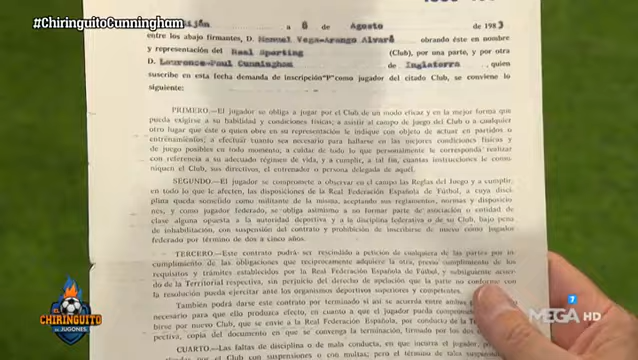 #ChiringuitoCunningham
a 8 de Agosto de 1983
entre los abajo firmantes, D. Manuel Vega-Arango Alvará obrando éste en nombre
y representación del Real Sporting (Club), por una parte, y por otra
D. Lourence-Paul Cunningham de Inglaterra , quien
suscribe en esta fecha demanda de inscripción "P" como jugador del citado Club, se conviene lo
siguiente:
PRIMERO.—El jugador se obliga a jugar por el Club de un modo eficaz y en la mejor forma que
pueda exigirse a su habilidad y condiciones físicas; a asistir al campo de juego del Club o a cualquier
otro lugar que éste o quien obre en su representación le indique con objeto de actuar en partidos o
entrenamientos; a efectuar tanto sea necesario para hallarse en las mejores condiciones físicas y
de juego posibles en todo momento; a cuidar de todo lo que personalmente le corresponda realizar
con referencia a su adecuado régimen de vida, y a cumplir, a tal fin, cuantas instrucciones le comu-
niquen el Club, sus directivos, el entrenador o persona delegada de aquél.
SEGUNDO.—El jugador se compromete a observar en el campo las Reglas del Juego y a cumplir,
en todo lo que le afecten, las disposiciones de la Real Federación Española de Fútbol, a cuya disci-
plina queda sometido como militante de la misma, aceptando sus reglamentos, normas y disposicio-
nes, y como jugador federado, se obliga asimismo a no formar parte de asociación o entidad de
clase alguna opuesta a la autoridad deportiva y a la disciplina federativa o de su Club, bajo pena
de inhabilitación, con suspensión del contrato y prohibición de inscribirse de nuevo como jugador
federado por término de dos a cinco años.
TERCERO.—Este contrato podrá ser rescindido a petición de cualquiera de las partes por in-
cumplimiento de las obligaciones que recíprocamente adquiere la otra, previo cumplimiento de los
requisitos y trámites establecidos por la Real Federación Española de Fútbol, y subsiguiente acuer-
do de la Territorial respectiva, sin perjuicio del derecho de apelación que la parte no conforme con
la resolución pueda ejercitar ante los organismos deportivos superiores y competentes.
También podrá darse este contrato por terminado si así se acuerda entre ambas
necesario para que ello produzca efecto, en cuanto a que el jugador pueda comprometerse
birse por nuevo Club, que se envíe a la Real Federación Española, por conducto de la Terri-
pectiva, copia del documento en que se convenga la terminación, firmado por los dos
CUARTO.—Las faltas de disciplina o de mala conducta, en que incurra el jugador,
por el Club con suspensiones o con multas; pero el término de tales
EL CHIRINGUITO
DE JUGONES
7
MEGA HD